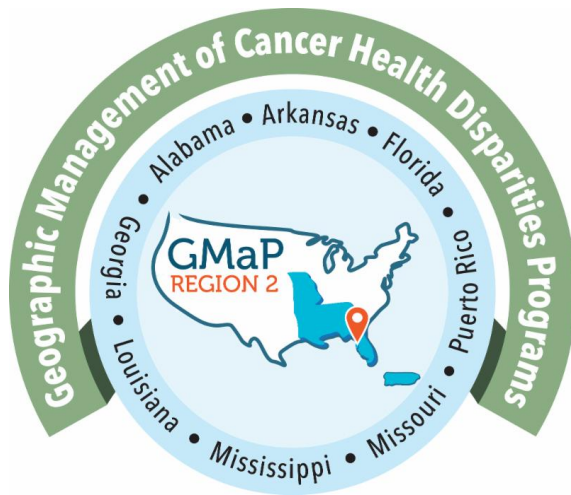 Geographic Management of Cancer Health Disparities Programs
Alabama • Arkansas • Florida • Puerto Rico • Missouri • Mississippi • Louisiana • Georgia •
GMaP
REGION 2